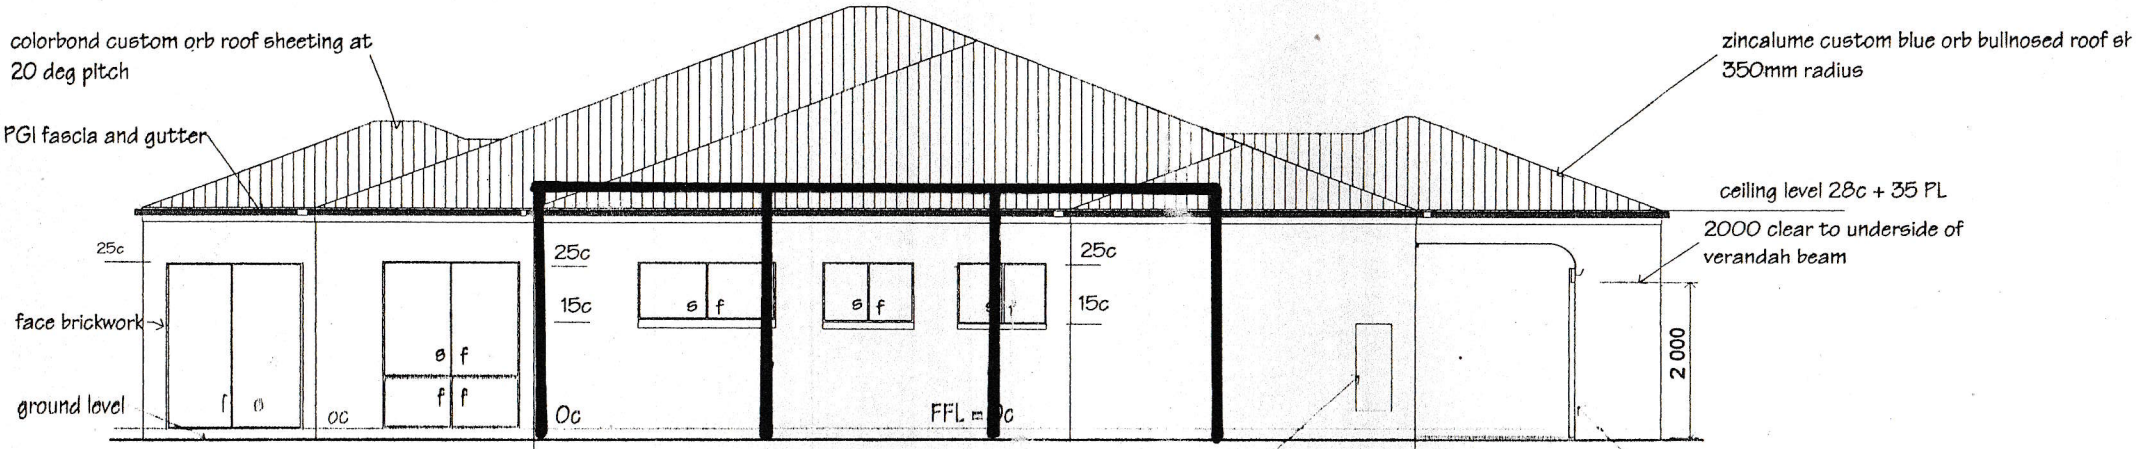 colorbond custom orb roof sheeting at
20 deg pitch
zincalume custom blue orb bullnosed roof
350mm radius
PGI fascia and gutter
ceiling level 28c + 35 PL
2000 clear to underside of
verandah beam
25c
25c
25c
15c
15c
s f
s f
s f
face brickwork
s f
f f
f
2 000
ground level
0c
0c
FFL = 0c